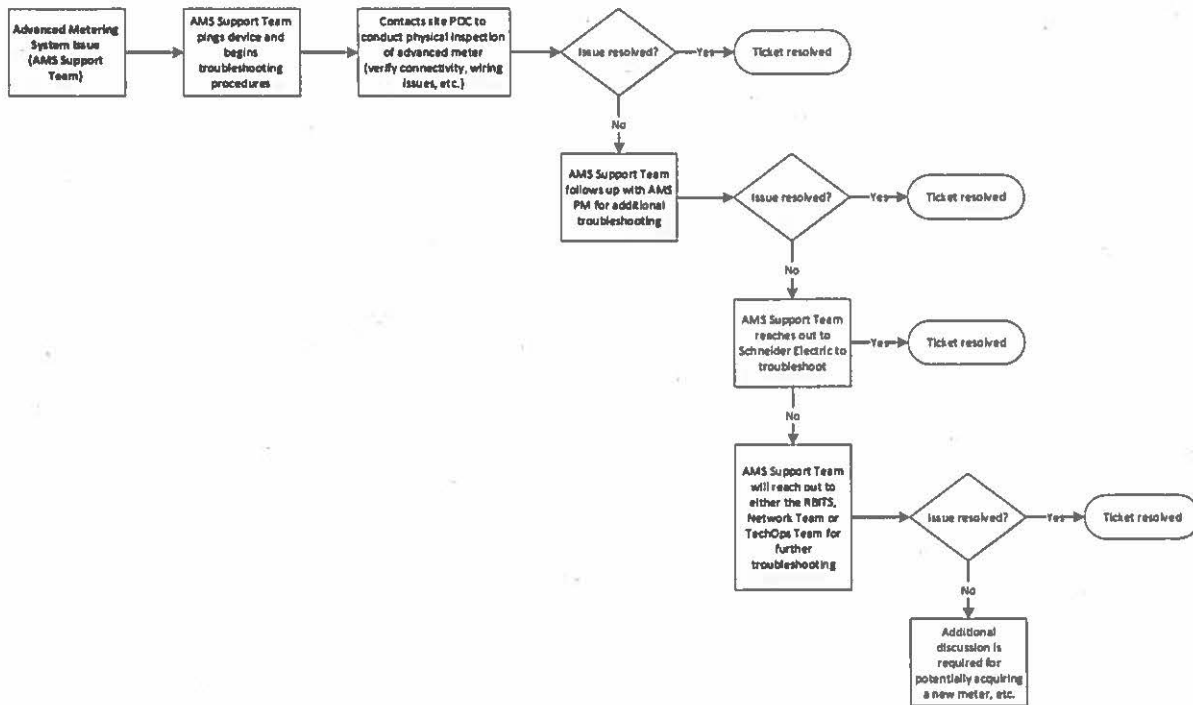 Advanced Metering
System Issue
(AMS Support
Team)
AMS Support Team
pings device and
begins
troubleshooting
procedures
Contacts site POC to
conduct physical inspection
of advanced meter
(verify connectivity, wiring
issues, etc.)
Issue resolved?
Yes
Ticket resolved
No
AMS Support Team
follows up with AMS
PM for additional
troubleshooting
Issue resolved?
Yes
Ticket resolved
No
AMS Support Team
reaches out to
Schneider Electric to
troubleshoot
Yes
Ticket resolved
No
AMS Support Team
will reach out to
either the RBITS,
Network Team or
TechOps Team for
further
troubleshooting
Issue resolved?
Yes
Ticket resolved
No
Additional
discussion is
required for
potentially acquiring
a new meter, etc.